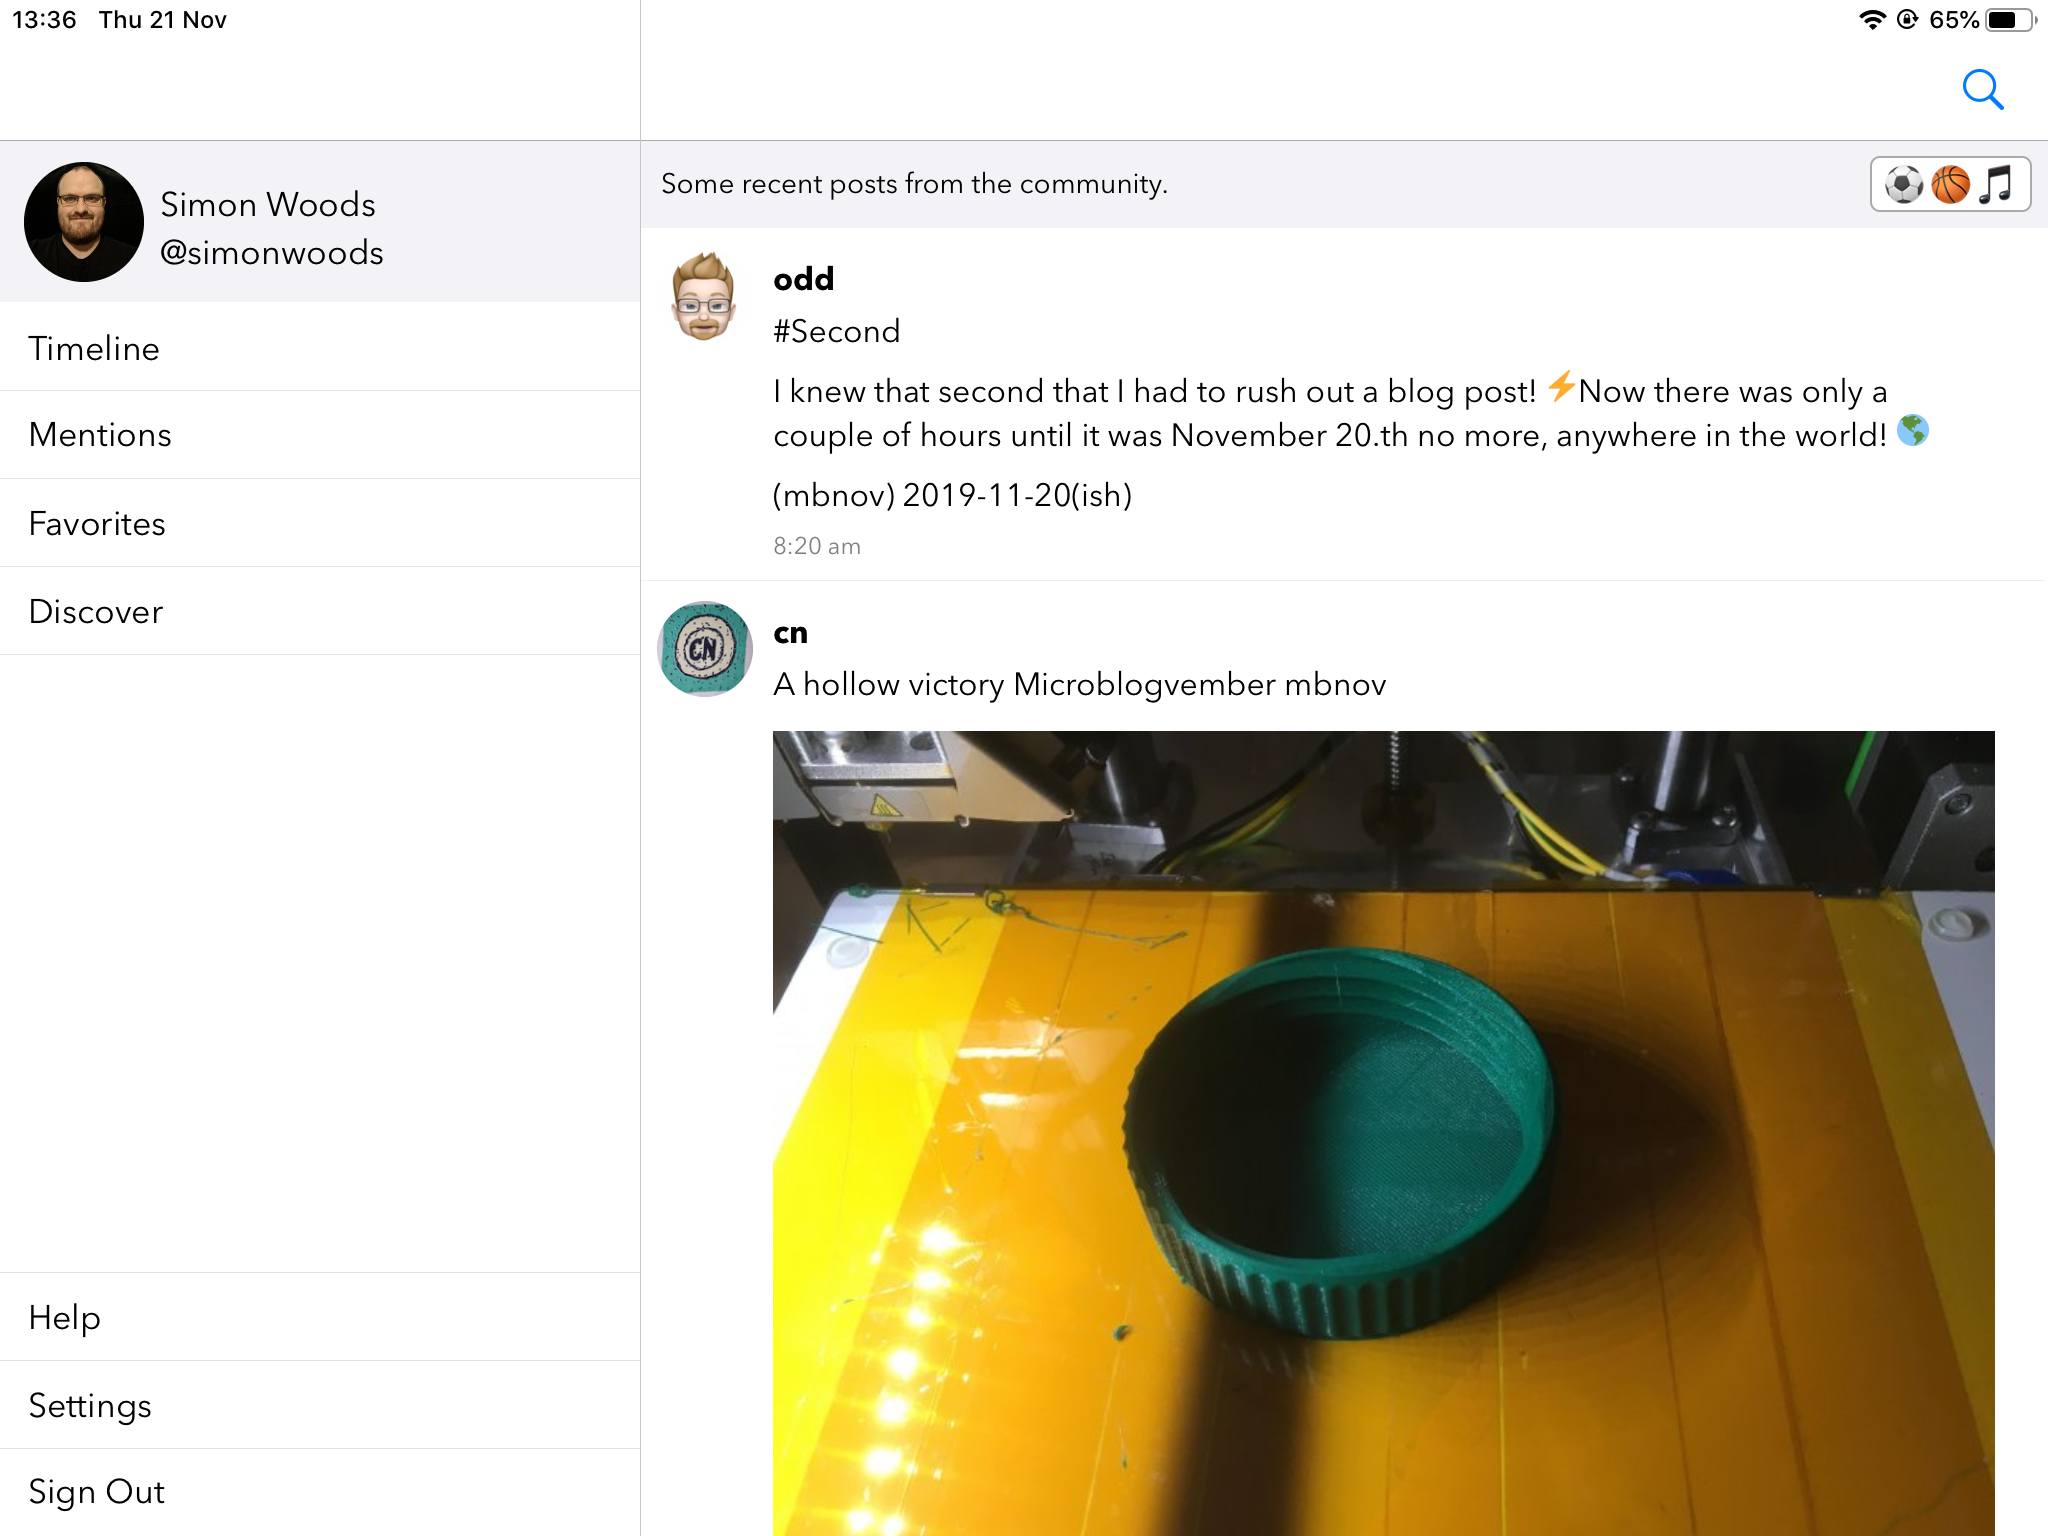 13:36 Thu 21 Nov
65%
Simon Woods
@simonwoods
Timeline
Mentions
Favorites
Discover
Help
Settings
Sign Out
Some recent posts from the community.
odd
#Second
I knew that second that I had to rush out a blog post! ⚡Now there was only a
couple of hours until it was November 20.th no more, anywhere in the world! 🌎
(mbnov) 2019-11-20(ish)
8:20 am
CN
cn
A hollow victory Microblogvember mbnov